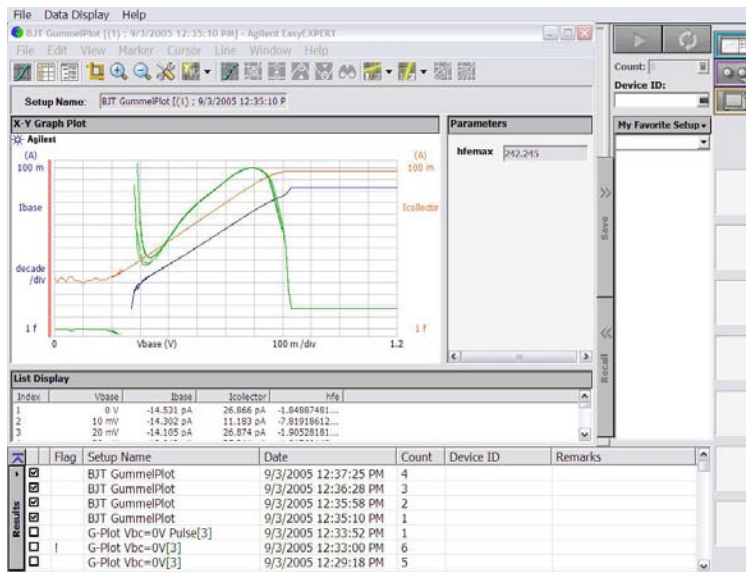 File Data Display Help
BJT GummelPlot [(1) ; 9/3/2005 12:35:10 PM] - Agilent EasyEXPERT
File Edit View Marker Cursor Line Window Help
Setup Name: BJT GummelPlot [(1) ; 9/3/2005 12:35:10 P
Count: 0
Device ID:
My Favorite Setup
X-Y Graph Plot
Parameters
Agilent
hfemax 242.245
(A) (A)
100 m 100 m
Ibase Icollector
decade
/div
1 f 1 f
0 Vbase (V) 100 m /div 1.2
Save
Recall
List Display
Index Vbase Ibase Icollector hfe
1 0 V -14.531 pA 26.866 pA -1.84887481...
2 10 mV -14.302 pA 11.183 pA -7.81918612...
3 20 mV -14.105 pA 26.874 pA -1.90528181...
Results
Flag Setup Name Date Count Device ID Remarks
BJT GummelPlot 9/3/2005 12:37:25 PM 4
BJT GummelPlot 9/3/2005 12:36:28 PM 3
BJT GummelPlot 9/3/2005 12:35:58 PM 2
BJT GummelPlot 9/3/2005 12:35:10 PM 1
G-Plot Vbc=0V Pulse[3] 9/3/2005 12:33:52 PM 1
! G-Plot Vbc=0V[3] 9/3/2005 12:33:00 PM 6
G-Plot Vbc=0V[3] 9/3/2005 12:29:18 PM 5